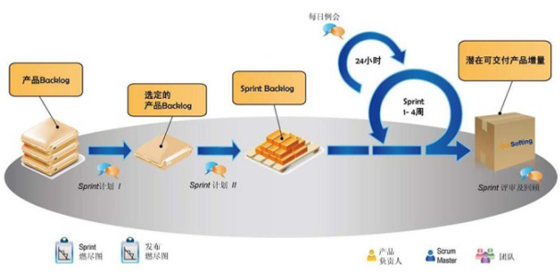 每日例会
24小时
潜在可交付产品增量
产品Backlog
选定的
产品Backlog
Sprint Backlog
Sprint
1- 4周
Setting
Sprint计划 I
Sprint 计划 II
Sprint 评审及回顾
Sprint
燃尽图
发布
燃尽图
产品
负责人
Scrum
Master
团队